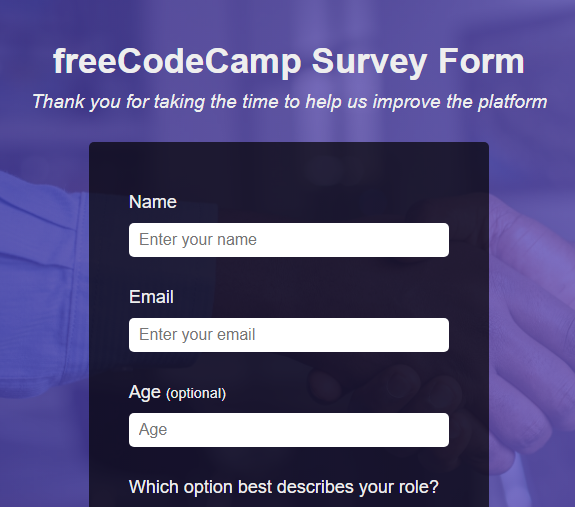 freeCodeCamp Survey Form
Thank you for taking the time to help us improve the platform
Name
Enter your name
Email
Enter your email
Age (optional)
Age
Which option best describes your role?